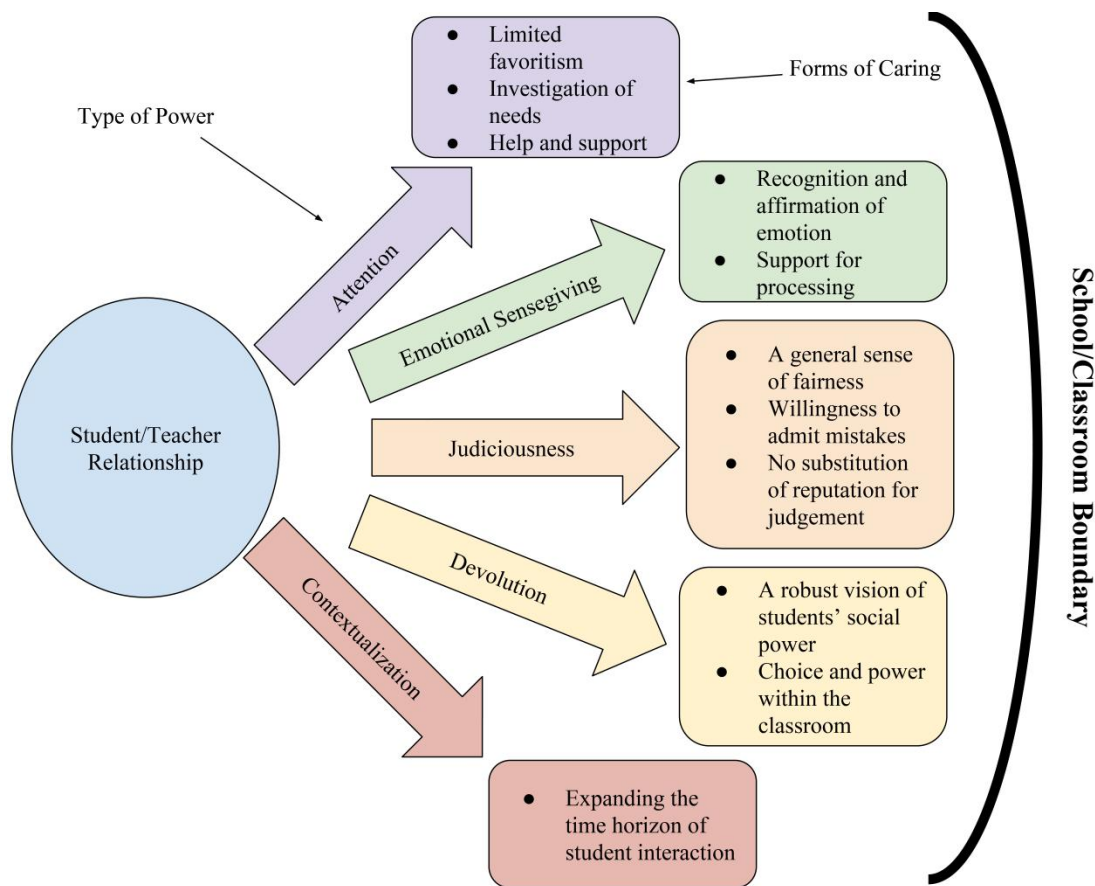 ● Limited
favoritism
● Investigation of
needs
● Help and support
Forms of Caring
Type of Power
Attention
● Recognition and
affirmation of
emotion
● Support for
processing
Emotional Sensegiving
Student/Teacher
Relationship
Judiciousness
● A general sense
of fairness
● Willingness to
admit mistakes
● No substitution
of reputation for
judgement
Devolution
● A robust vision of
students’ social
power
● Choice and power
within the
classroom
Contextualization
● Expanding the
time horizon of
student interaction
School/Classroom Boundary